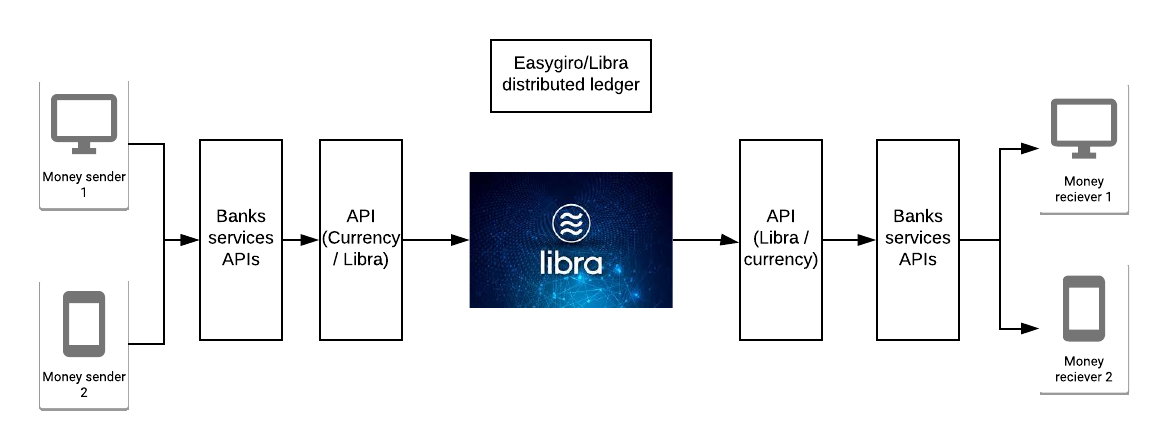 Easygiro/Libra
distributed ledger
Money sender
1
Money sender
2
Banks
services
APIs
API
(Currency
/ Libra)
libra
API
(Libra /
currency)
Banks
services
APIs
Money
reciever 1
Money
reciever 2